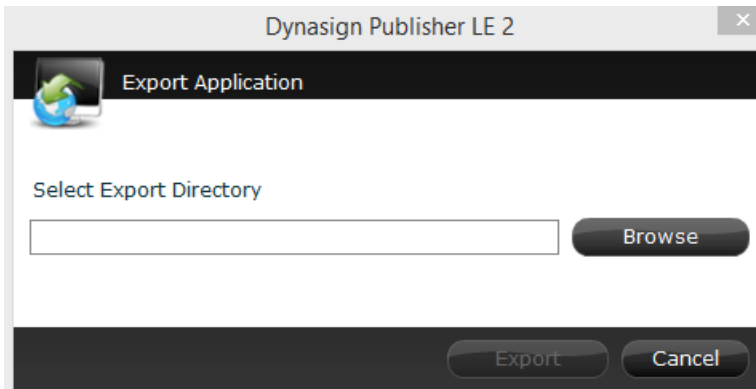 Dynasign Publisher LE 2
Export Application
Select Export Directory
Browse
Export Cancel